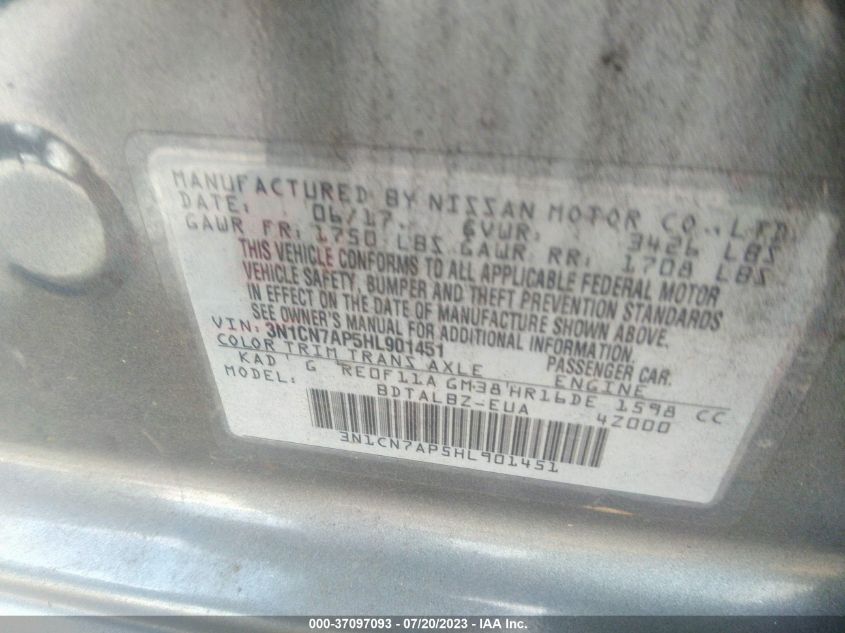 MANUFACTURED BY NISSAN MOTOR CO., LTD.
DATE: 06/17. GVWR: 3426 LBS
GAWR FR: 1750 LBS GAWR RR: 1708 LBS
THIS VEHICLE CONFORMS TO ALL APPLICABLE FEDERAL MOTOR
VEHICLE SAFETY, BUMPER AND THEFT PREVENTION STANDARDS
IN EFFECT ON THE DATE OF MANUFACTURE SHOWN ABOVE.
SEE OWNER'S MANUAL FOR ADDITIONAL INFORMATION.
VIN: 3N1CN7AP5HL901451 PASSENGER CAR.
COLOR TRIM TRANS AXLE ENGINE
KAD G RE0F11A GM38 HR16DE 1598 CC
MODEL: BDTALBZ-EUA 4Z000
3N1CN7AP5HL901451
000-37097093 - 07/20/2023 - IAA Inc.